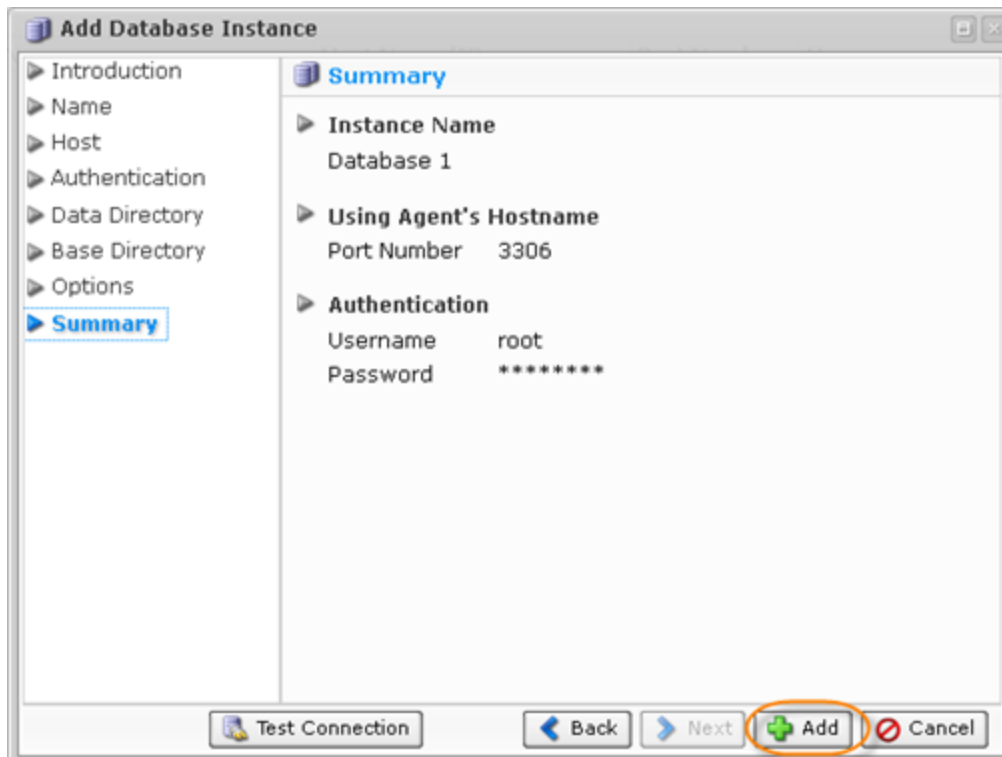 Add Database Instance
Introduction
Name
Host
Authentication
Data Directory
Base Directory
Options
Summary
Summary
Instance Name
Database 1
Using Agent's Hostname
Port Number 3306
Authentication
Username root
Password ********
Test Connection Back Next Add Cancel